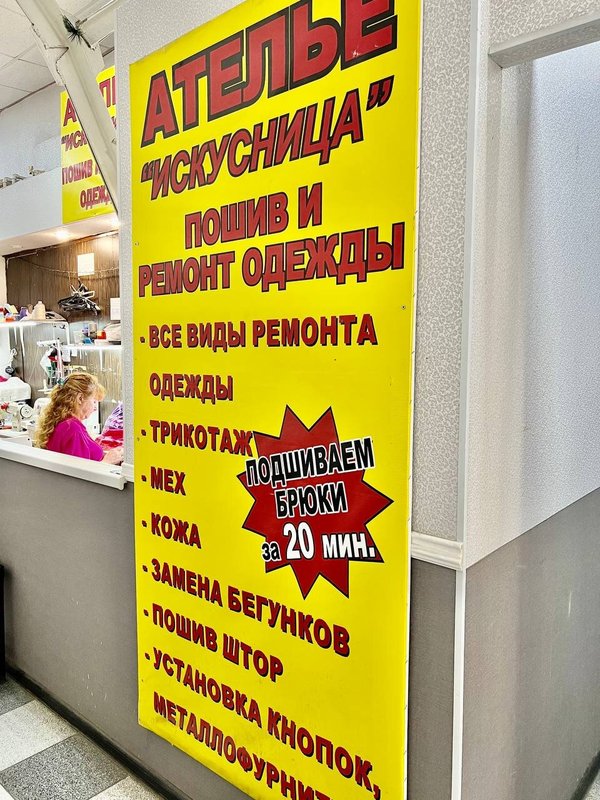 АТЕЛЬЕ
"ИСКУСНИЦА"
ПОШИВ И
РЕМОНТ ОДЕЖДЫ
- ВСЕ ВИДЫ РЕМОНТА
ОДЕЖДЫ
- ТРИКОТАЖ
- МЕХ
- КОЖА
- ЗАМЕНА БЕГУНКОВ
- ПОШИВ ШТОР
- УСТАНОВКА КНОПОК,
ПОДШИВАЕМ
БРЮКИ
за 20 мин.
ПОШИВ